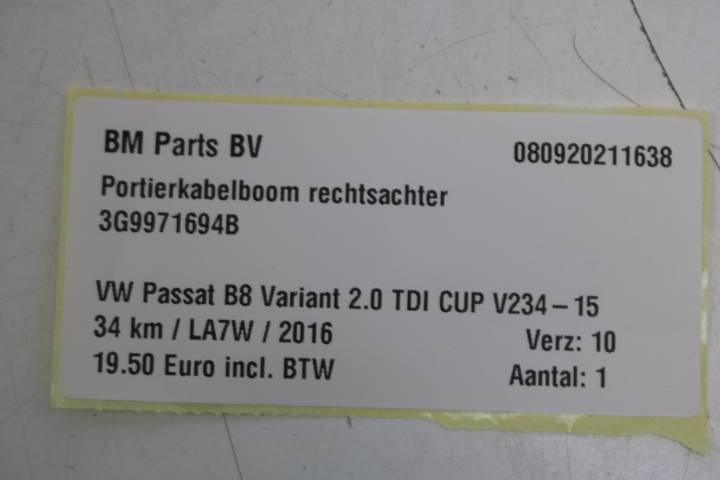 BM Parts BV 080920211638
Portierkabelboom rechtsachter
3G9971694B
VW Passat B8 Variant 2.0 TDI CUP V234 – 15
34 km / LA7W / 2016 Verz: 10
19.50 Euro incl. BTW Aantal: 1